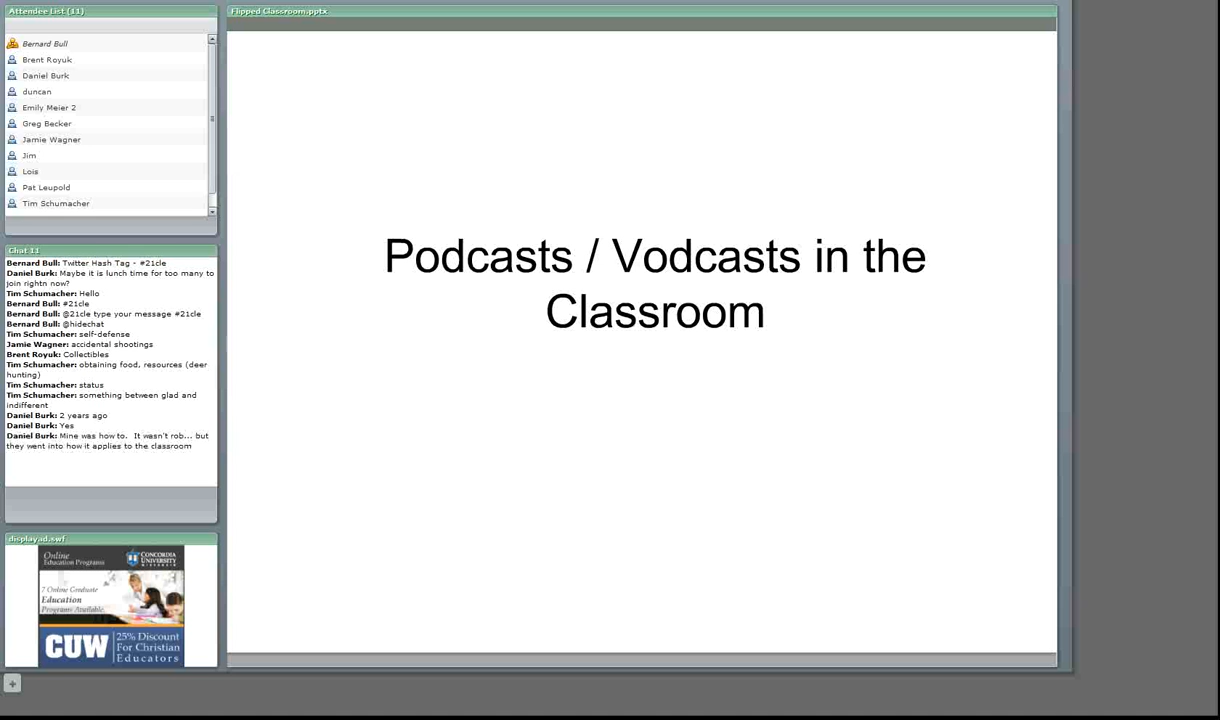 Attendee List (11)
Bernard Bull
Brent Royuk
Daniel Burk
duncan
Emily Meier 2
Greg Becker
Jamie Wagner
Jim
Lois
Pat Leupold
Tim Schumacher
Chat 11
Bernard Bull: Twitter Hash Tag - #21cle
Daniel Burk: Maybe it is lunch time for too many to
join rightn now?
Tim Schumacher: Hello
Bernard Bull: #21cle
Bernard Bull: @21cle type your message #21cle
Bernard Bull: @hidechat
Tim Schumacher: self-defense
Jamie Wagner: accidental shootings
Brent Royuk: Collectibles
Tim Schumacher: obtaining food, resources (deer
hunting)
Tim Schumacher: status
Tim Schumacher: something between glad and
indifferent
Daniel Burk: 2 years ago
Daniel Burk: Yes
Daniel Burk: Mine was how to.  It wasn't rob... but
they went into how it applies to the classroom
displayad.swf
Online
Education Programs
CONCORDIA
UNIVERSITY
7 Online Graduate
Education
Programs Available.
CUW
25% Discount
For Christian
Educators
Flipped Classroom.pptx
Podcasts / Vodcasts in the
Classroom